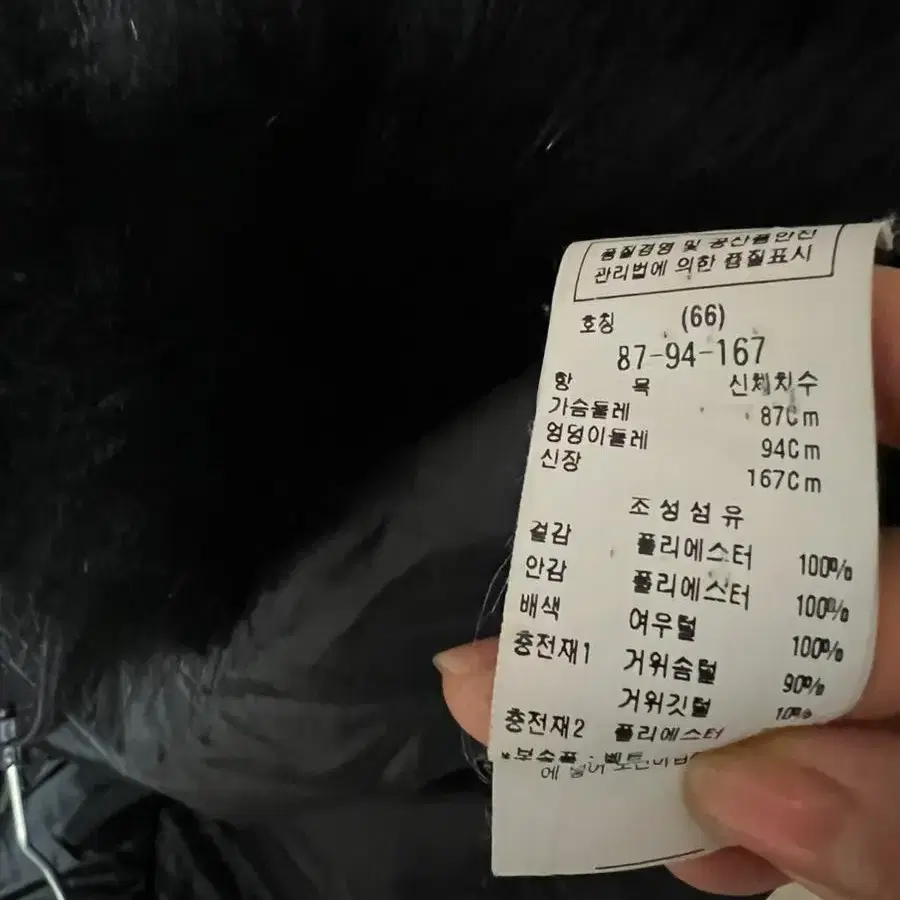 품질경영 및 공산품안전
관리법에 의한 품질표시
호칭 (66)
87-94-167
항 목 신체치수
가슴둘레 87Cm
엉덩이둘레 94Cm
신장 167Cm
조성섬유
겉감 폴리에스터 100%
안감 폴리에스터 100%
배색 여우털 100%
충전재1 거위솜털 90%
거위깃털 10%
충전재2 폴리에스터